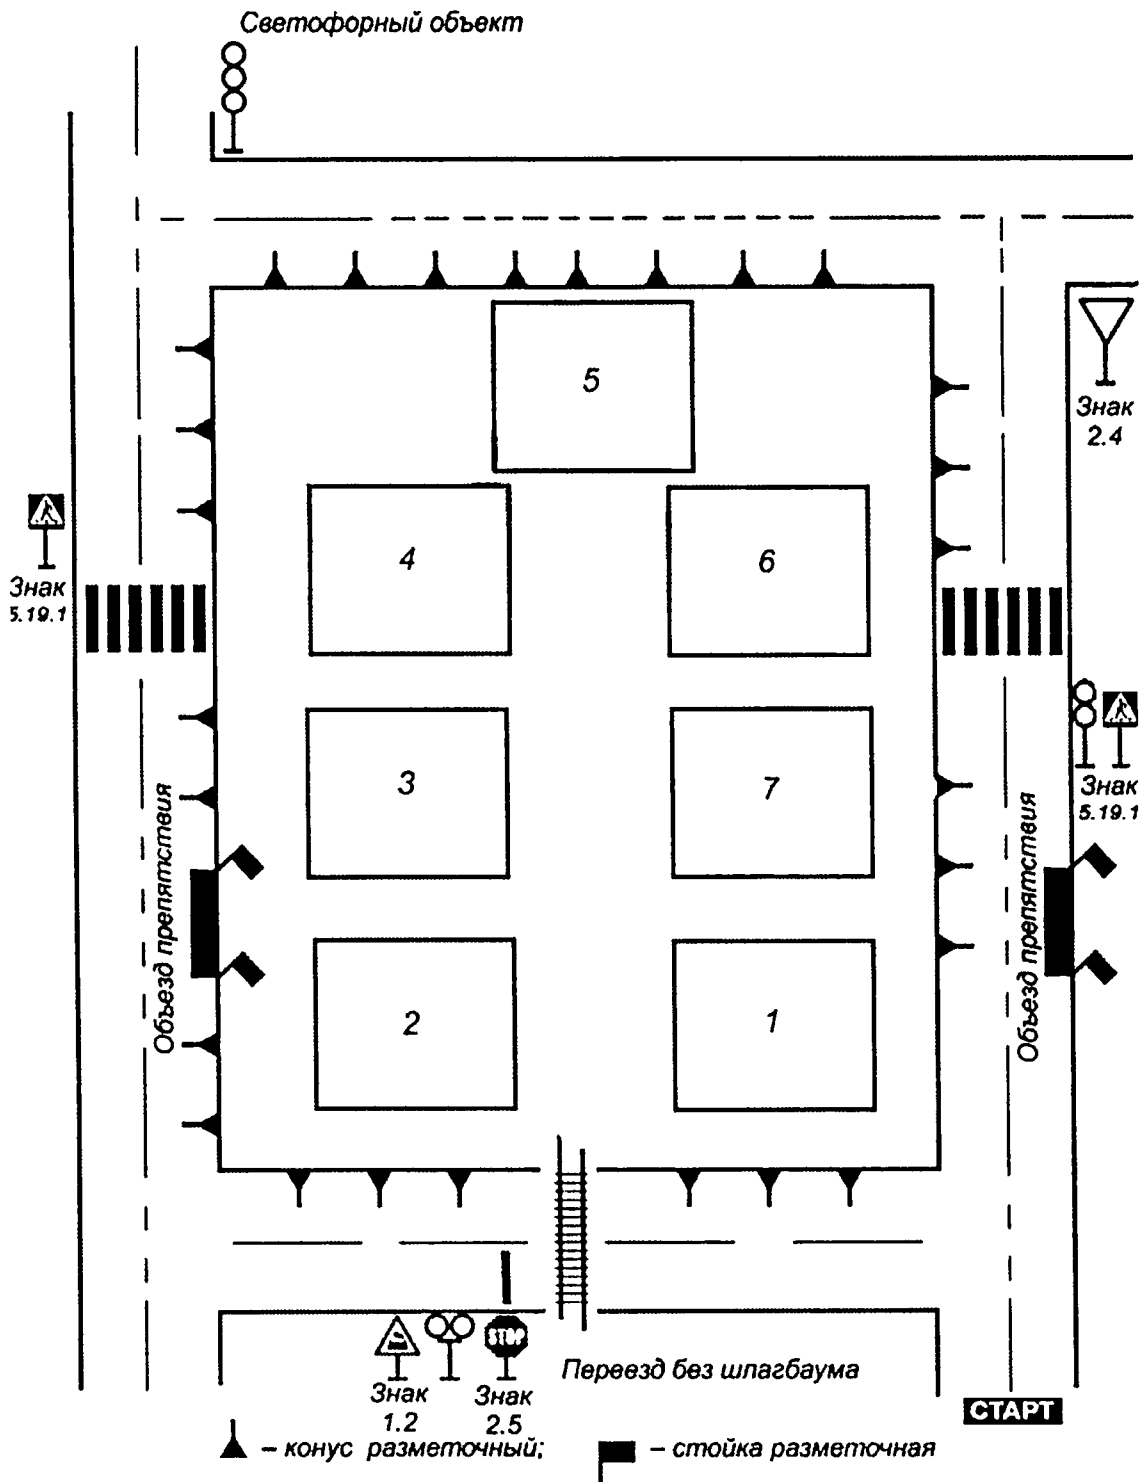 Светофорный объект
5
Знак
2.4
4
6
Знак
5.19.1
3
7
Знак
5.19.1
Объезд препятствия
Объезд препятствия
2
1
STOP
Переезд без шлагбаума
Знак
1.2
Знак
2.5
СТАРТ
– конус разметочный;
– стойка разметочная